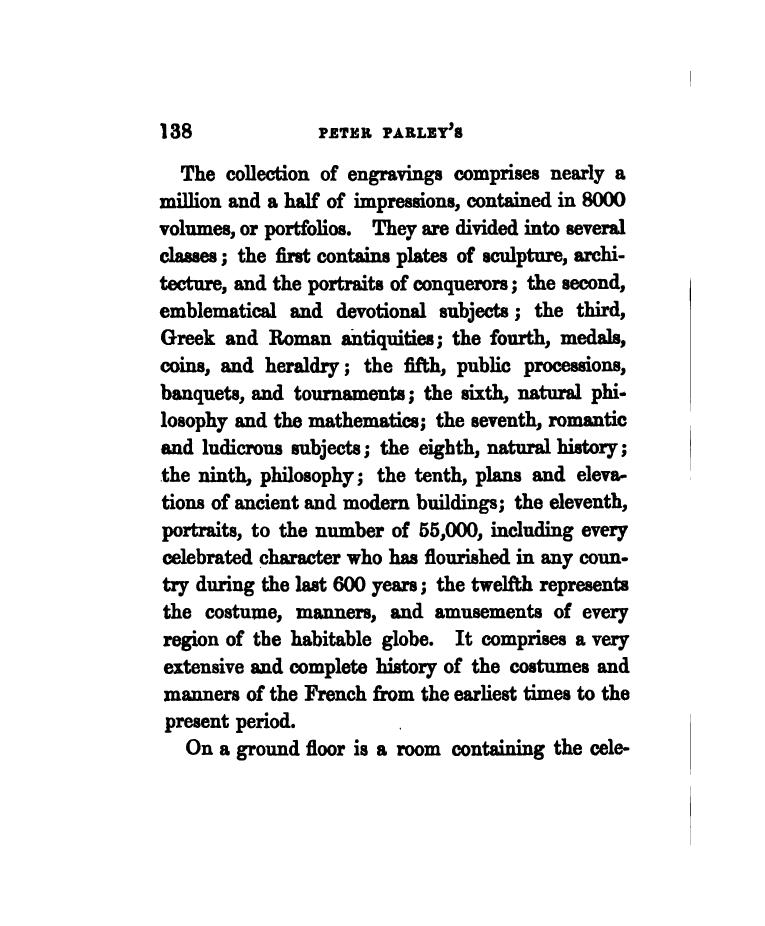 138 PETER PARLEY'S
The collection of engravings comprises nearly a
million and a half of impressions, contained in 8000
volumes, or portfolios. They are divided into several
classes; the first contains plates of sculpture, archi-
tecture, and the portraits of conquerors; the second,
emblematical and devotional subjects; the third,
Greek and Roman antiquities; the fourth, medals,
coins, and heraldry; the fifth, public processions,
banquets, and tournaments; the sixth, natural phi-
losophy and the mathematics; the seventh, romantic
and ludicrous subjects; the eighth, natural history;
the ninth, philosophy; the tenth, plans and eleva-
tions of ancient and modern buildings; the eleventh,
portraits, to the number of 55,000, including every
celebrated character who has flourished in any coun-
try during the last 600 years; the twelfth represents
the costume, manners, and amusements of every
region of the habitable globe. It comprises a very
extensive and complete history of the costumes and
manners of the French from the earliest times to the
present period.
On a ground floor is a room containing the cele-